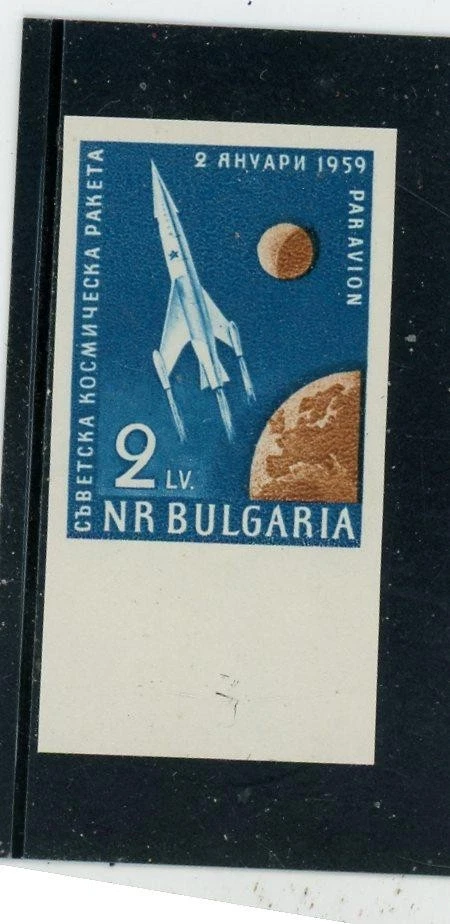 2 ЯНУАРИ 1959
PAR AVION
СЪВЕТСКА КОСМИЧЕСКА РАКЕТА
2 LV.
NR BULGARIA